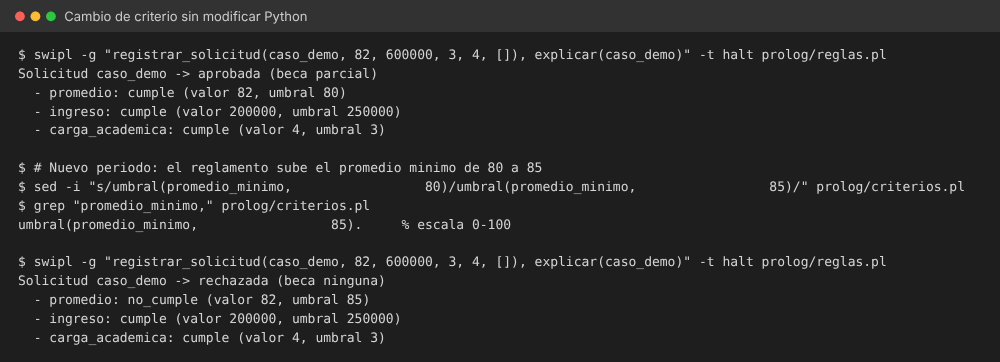 Cambio de criterio sin modificar Python
$ swipl -g "registrar_solicitud(caso_demo, 82, 600000, 3, 4, []), explicar(caso_demo)" -t halt prolog/reglas.pl
Solicitud caso_demo -> aprobada (beca parcial)
  - promedio: cumple (valor 82, umbral 80)
  - ingreso: cumple (valor 200000, umbral 250000)
  - carga_academica: cumple (valor 4, umbral 3)
$ # Nuevo periodo: el reglamento sube el promedio minimo de 80 a 85
$ sed -i "s/umbral(promedio_minimo,                 80)/umbral(promedio_minimo,                 85)/" prolog/criterios.pl
$ grep "promedio_minimo," prolog/criterios.pl
umbral(promedio_minimo,                 85).     % escala 0-100
$ swipl -g "registrar_solicitud(caso_demo, 82, 600000, 3, 4, []), explicar(caso_demo)" -t halt prolog/reglas.pl
Solicitud caso_demo -> rechazada (beca ninguna)
  - promedio: no_cumple (valor 82, umbral 85)
  - ingreso: cumple (valor 200000, umbral 250000)
  - carga_academica: cumple (valor 4, umbral 3)